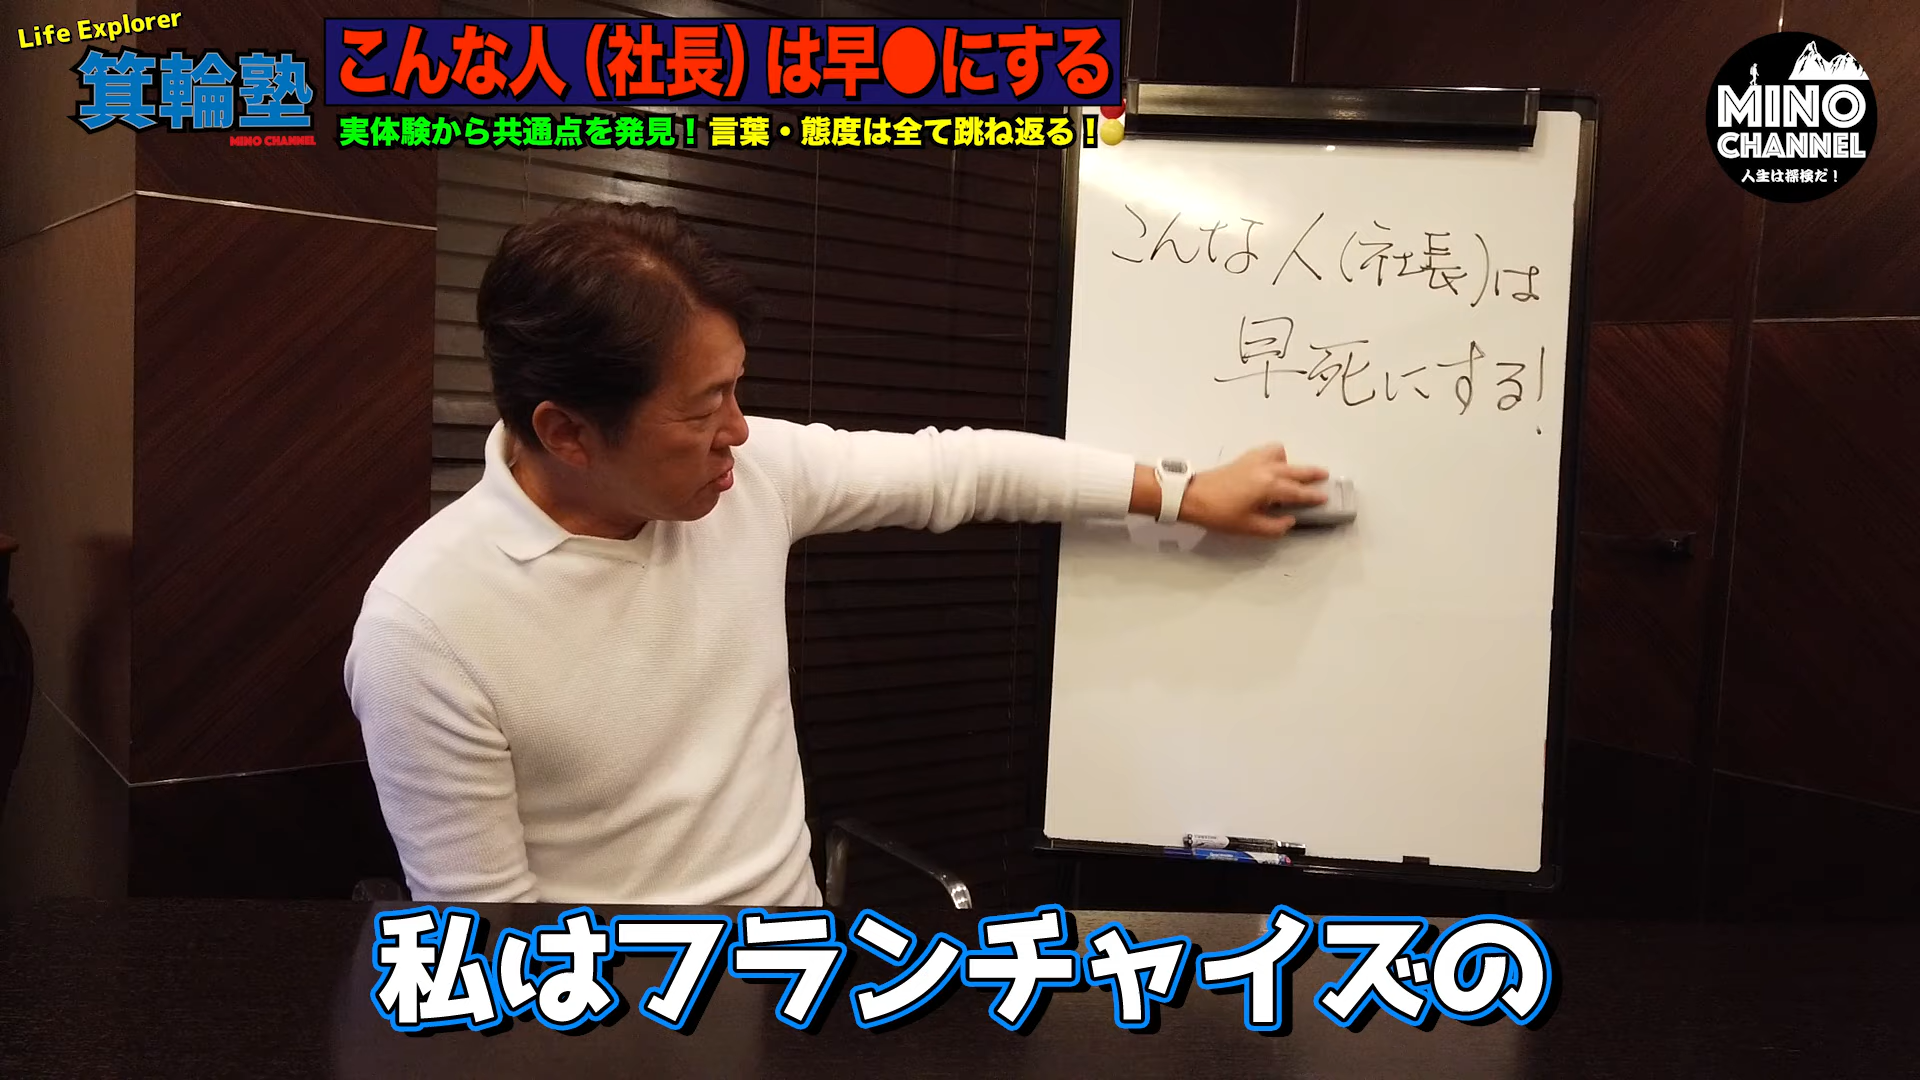 Life Explorer
箕輪塾
MINO CHANNEL
こんな人（社長）は早●にする
実体験から共通点を発見！言葉・態度は全て跳ね返る！
MINO
CHANNEL
人生は探検だ！
こんな人(社長)は
早死にする!
私はフランチャイズの